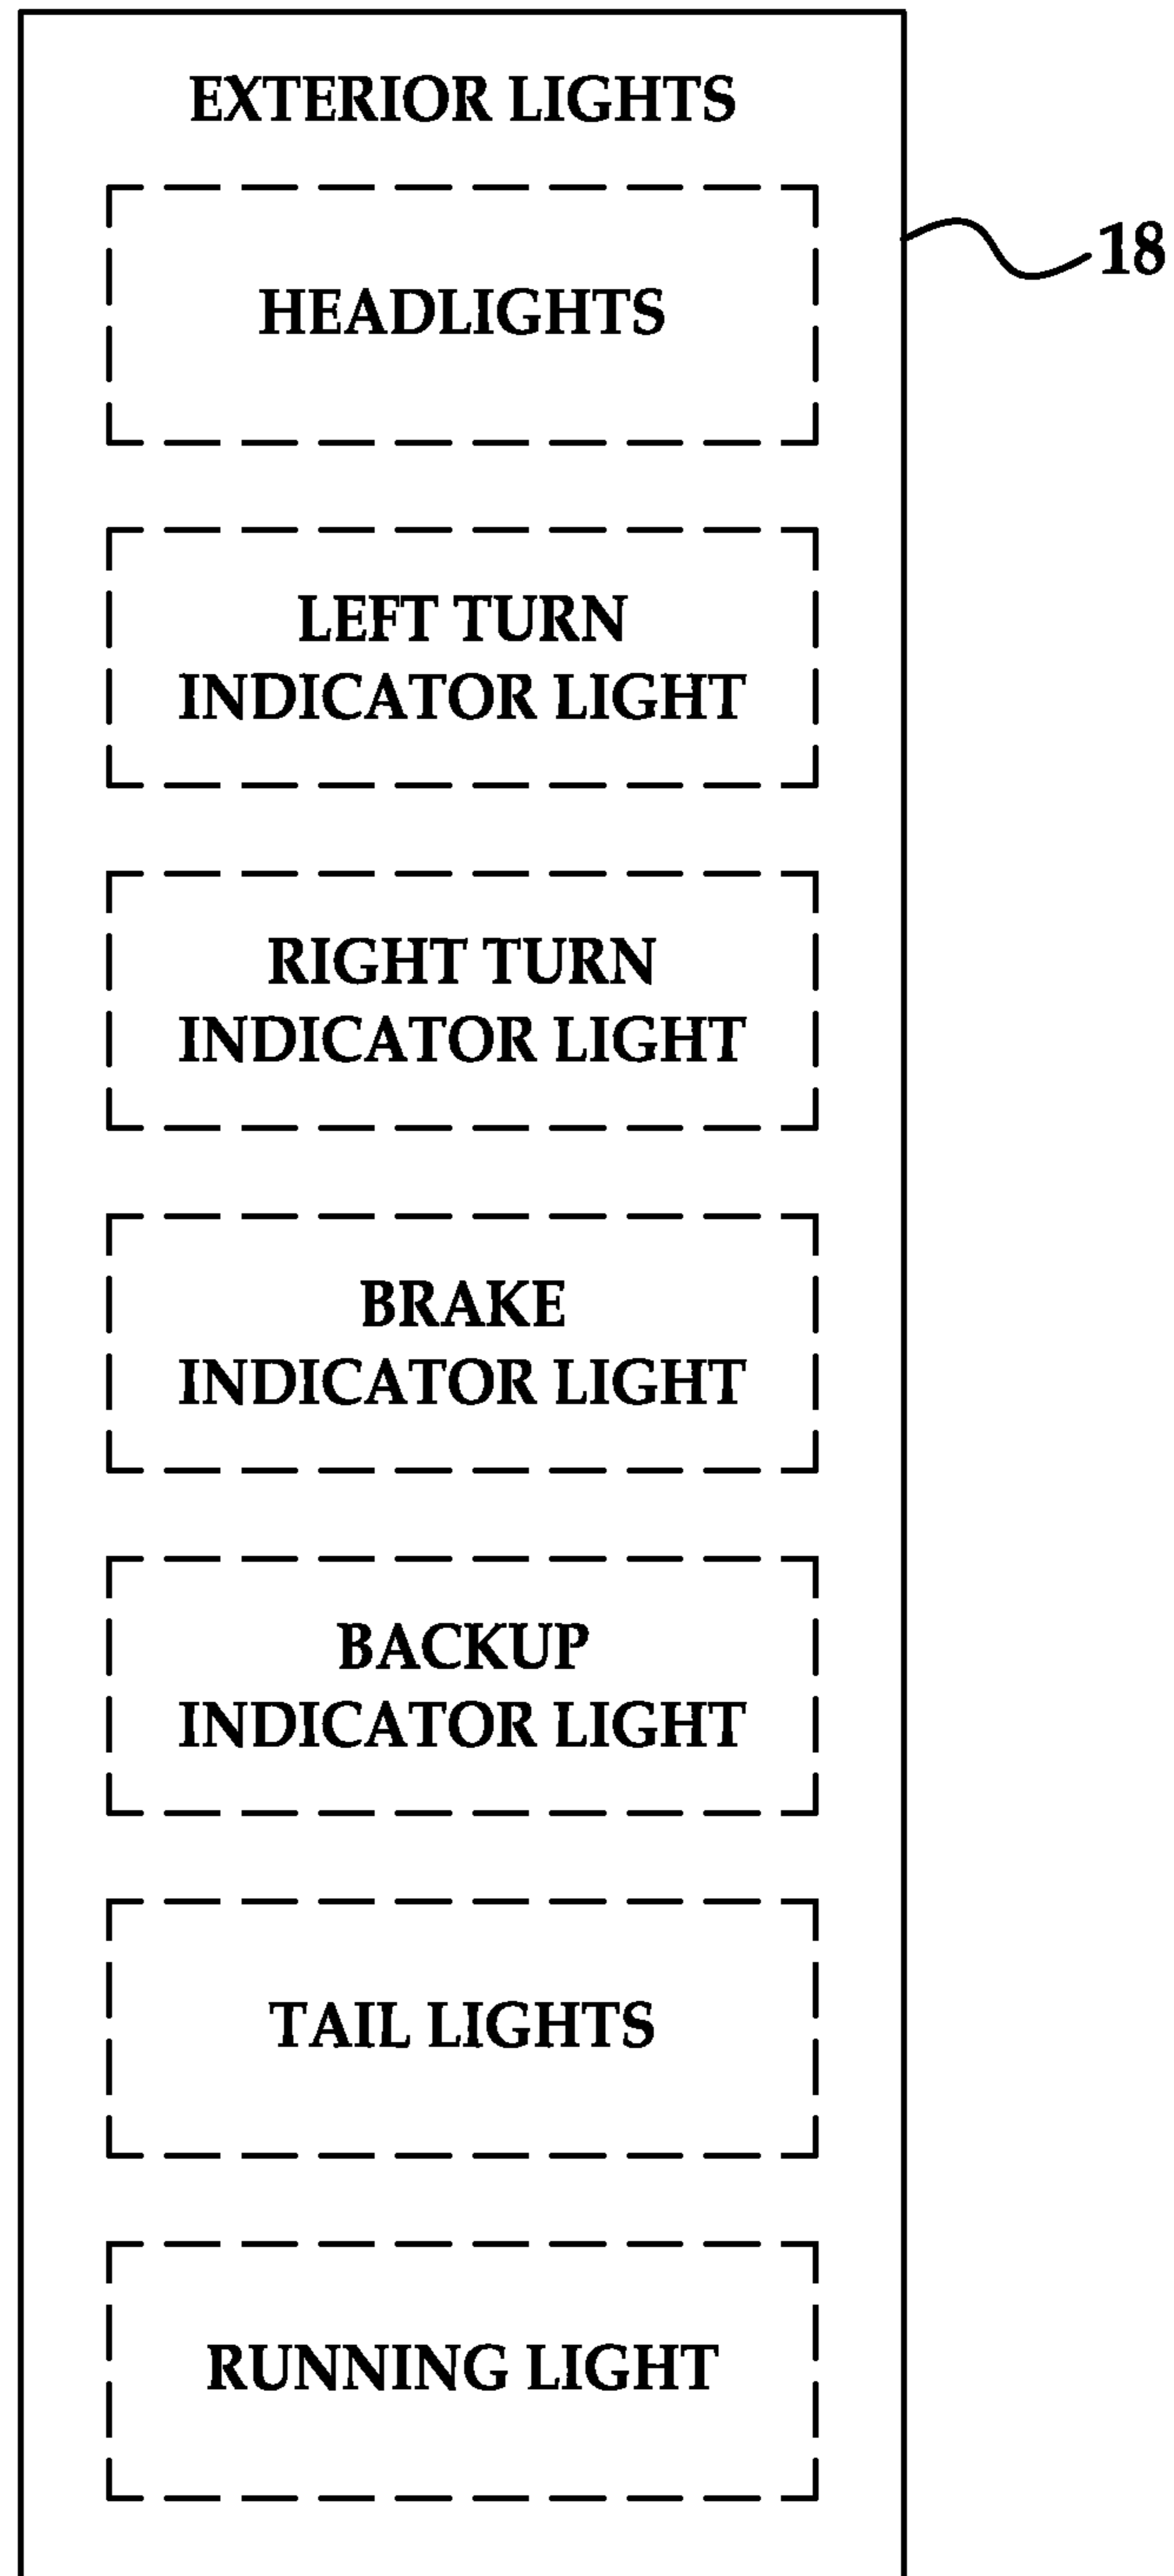 EXTERIOR LIGHTS
HEADLIGHTS
18
LEFT TURN
INDICATOR LIGHT
RIGHT TURN
INDICATOR LIGHT
BRAKE
INDICATOR LIGHT
BACKUP
INDICATOR LIGHT
TAIL LIGHTS
RUNNING LIGHT